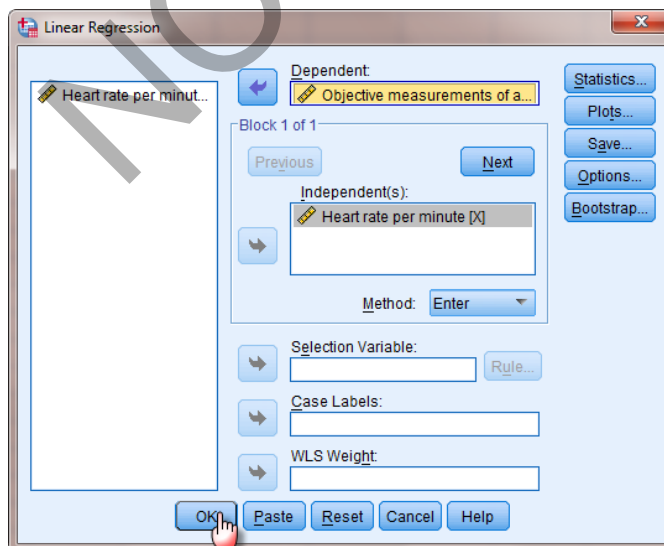 Linear Regression
Heart rate per minut...
Dependent:
Objective measurements of a...
Block 1 of 1
Previous
Next
Independent(s):
Heart rate per minute [X]
Method:
Enter
Selection Variable:
Rule...
Case Labels:
WLS Weight:
Statistics...
Plots...
Save...
Options...
Bootstrap...
OK
Paste
Reset
Cancel
Help